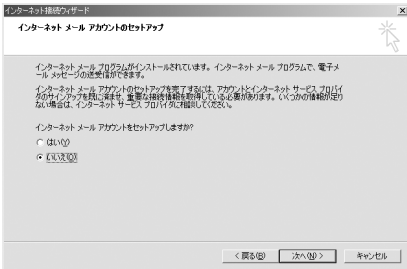 インターネット接続ウィザード
インターネット メール アカウントのセットアップ
インターネット メール プログラムがインストールされています。インターネット メール プログラムで、電子メ
ール メッセージの送受信ができます。
インターネット メール アカウントのセットアップを完了するには、アカウントとインターネット サービス プロバイ
ダのサインアップを既に済ませ、重要な接続情報を取得している必要があります。いくつかの情報が足り
ない場合は、インターネット サービス プロバイダに相談してください。
インターネット メール アカウントをセットアップしますか?
はい(Y)
いいえ(O)
< 戻る(B)
次へ(N) >
キャンセル